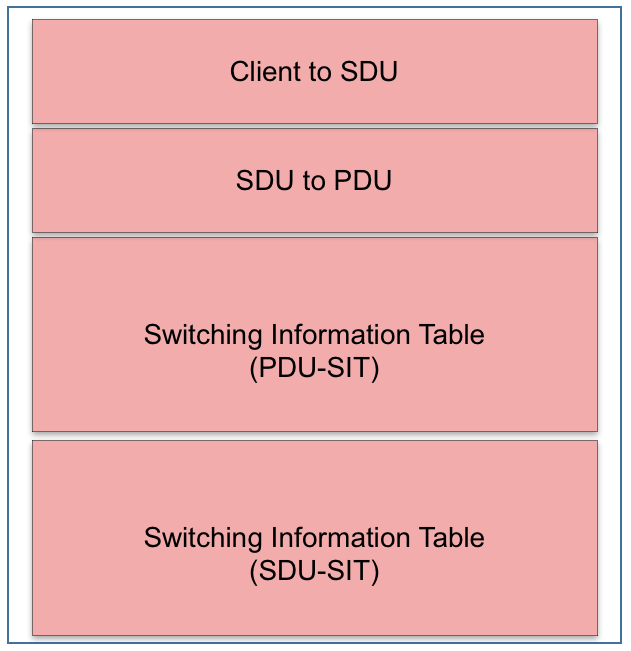 Client to SDU
SDU to PDU
Switching Information Table
(PDU-SIT)
Switching Information Table
(SDU-SIT)